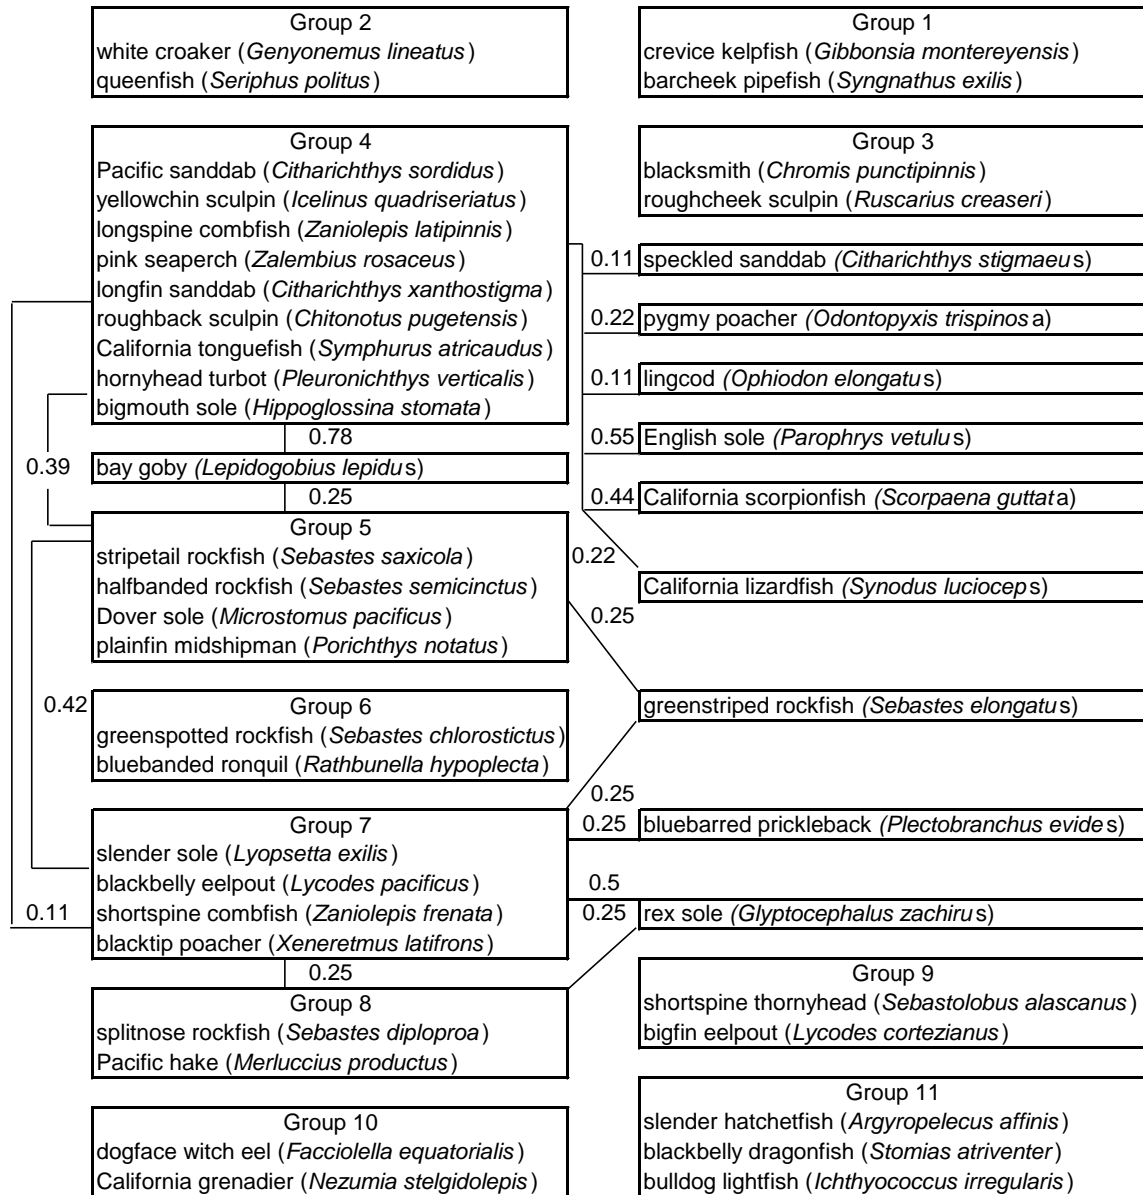 Group 2
white croaker (Genyonemus lineatus)
queenfish (Seriphus politus)
Group 1
crevice kelpfish (Gibbonsia montereyensis)
barcheek pipefish (Syngnathus exilis)
Group 4
Pacific sanddab (Citharichthys sordidus)
yellowchin sculpin (Icelinus quadriseriatus)
longspine combfish (Zaniolepis latipinnis)
pink seaperch (Zalembius rosaceus)
longfin sanddab (Citharichthys xanthostigma)
roughback sculpin (Chitonotus pugetensis)
California tonguefish (Symphurus atricaudus)
hornyhead turbot (Pleuronichthys verticalis)
bigmouth sole (Hippoglossina stomata)
Group 3
blacksmith (Chromis punctipinnis)
roughcheek sculpin (Ruscarius creaseri)
0.11 speckled sanddab (Citharichthys stigmaeus)
0.22 pygmy poacher (Odontopyxis trispinosa)
0.11 lingcod (Ophiodon elongatus)
0.55 English sole (Parophrys vetulus)
0.44 California scorpionfish (Scorpaena guttata)
0.22
California lizardfish (Synodus lucioceps)
0.78
0.39
bay goby (Lepidogobius lepidus)
0.25
Group 5
stripetail rockfish (Sebastes saxicola)
halfbanded rockfish (Sebastes semicinctus)
Dover sole (Microstomus pacificus)
plainfin midshipman (Porichthys notatus)
0.25
greenstriped rockfish (Sebastes elongatus)
0.42
Group 6
greenspotted rockfish (Sebastes chlorostictus)
bluebanded ronquil (Rathbunella hypoplecta)
0.25
0.25 bluebarred prickleback (Plectobranchus evides)
Group 7
slender sole (Lyopsetta exilis)
blackbelly eelpout (Lycodes pacificus)
shortspine combfish (Zaniolepis frenata)
blacktip poacher (Xeneretmus latifrons)
0.11
0.5
0.25 rex sole (Glyptocephalus zachirus)
0.25
Group 8
splitnose rockfish (Sebastes diploproa)
Pacific hake (Merluccius productus)
Group 9
shortspine thornyhead (Sebastolobus alascanus)
bigfin eelpout (Lycodes cortezianus)
Group 10
dogface witch eel (Facciolella equatorialis)
California grenadier (Nezumia stelgidolepis)
Group 11
slender hatchetfish (Argyropelecus affinis)
blackbelly dragonfish (Stomias atriventer)
bulldog lightfish (Ichthyococcus irregularis)